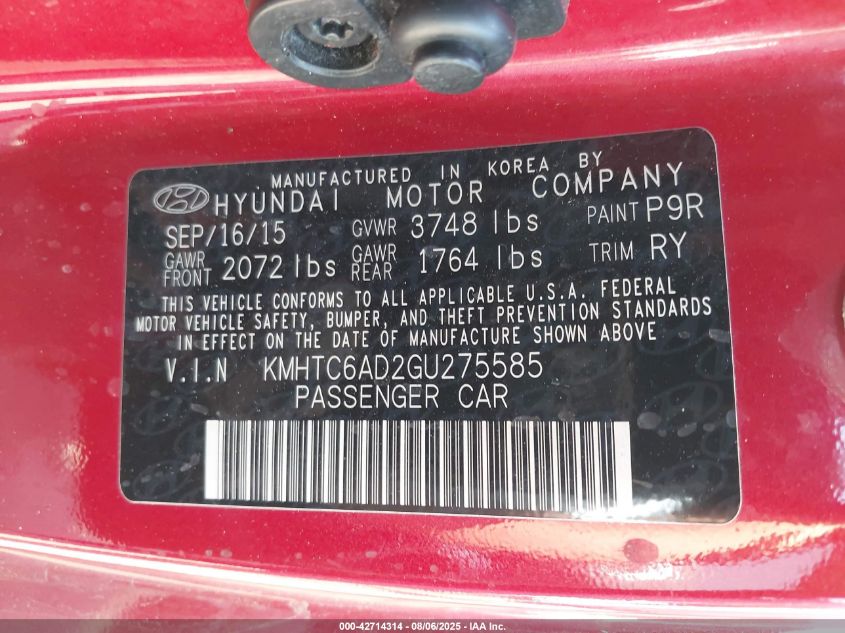 MANUFACTURED IN KOREA BY
HYUNDAI MOTOR COMPANY
SEP/16/15 GVWR 3748 lbs PAINT P9R
GAWR FRONT 2072 lbs GAWR REAR 1764 lbs TRIM RY
THIS VEHICLE CONFORMS TO ALL APPLICABLE U.S.A. FEDERAL
MOTOR VEHICLE SAFETY, BUMPER, AND THEFT PREVENTION STANDARDS
IN EFFECT ON THE DATE OF MANUFACTURE SHOWN ABOVE
V.I.N KMHTC6AD2GU275585
PASSENGER CAR
000-42714314 - 08/06/2025 - IAA Inc.